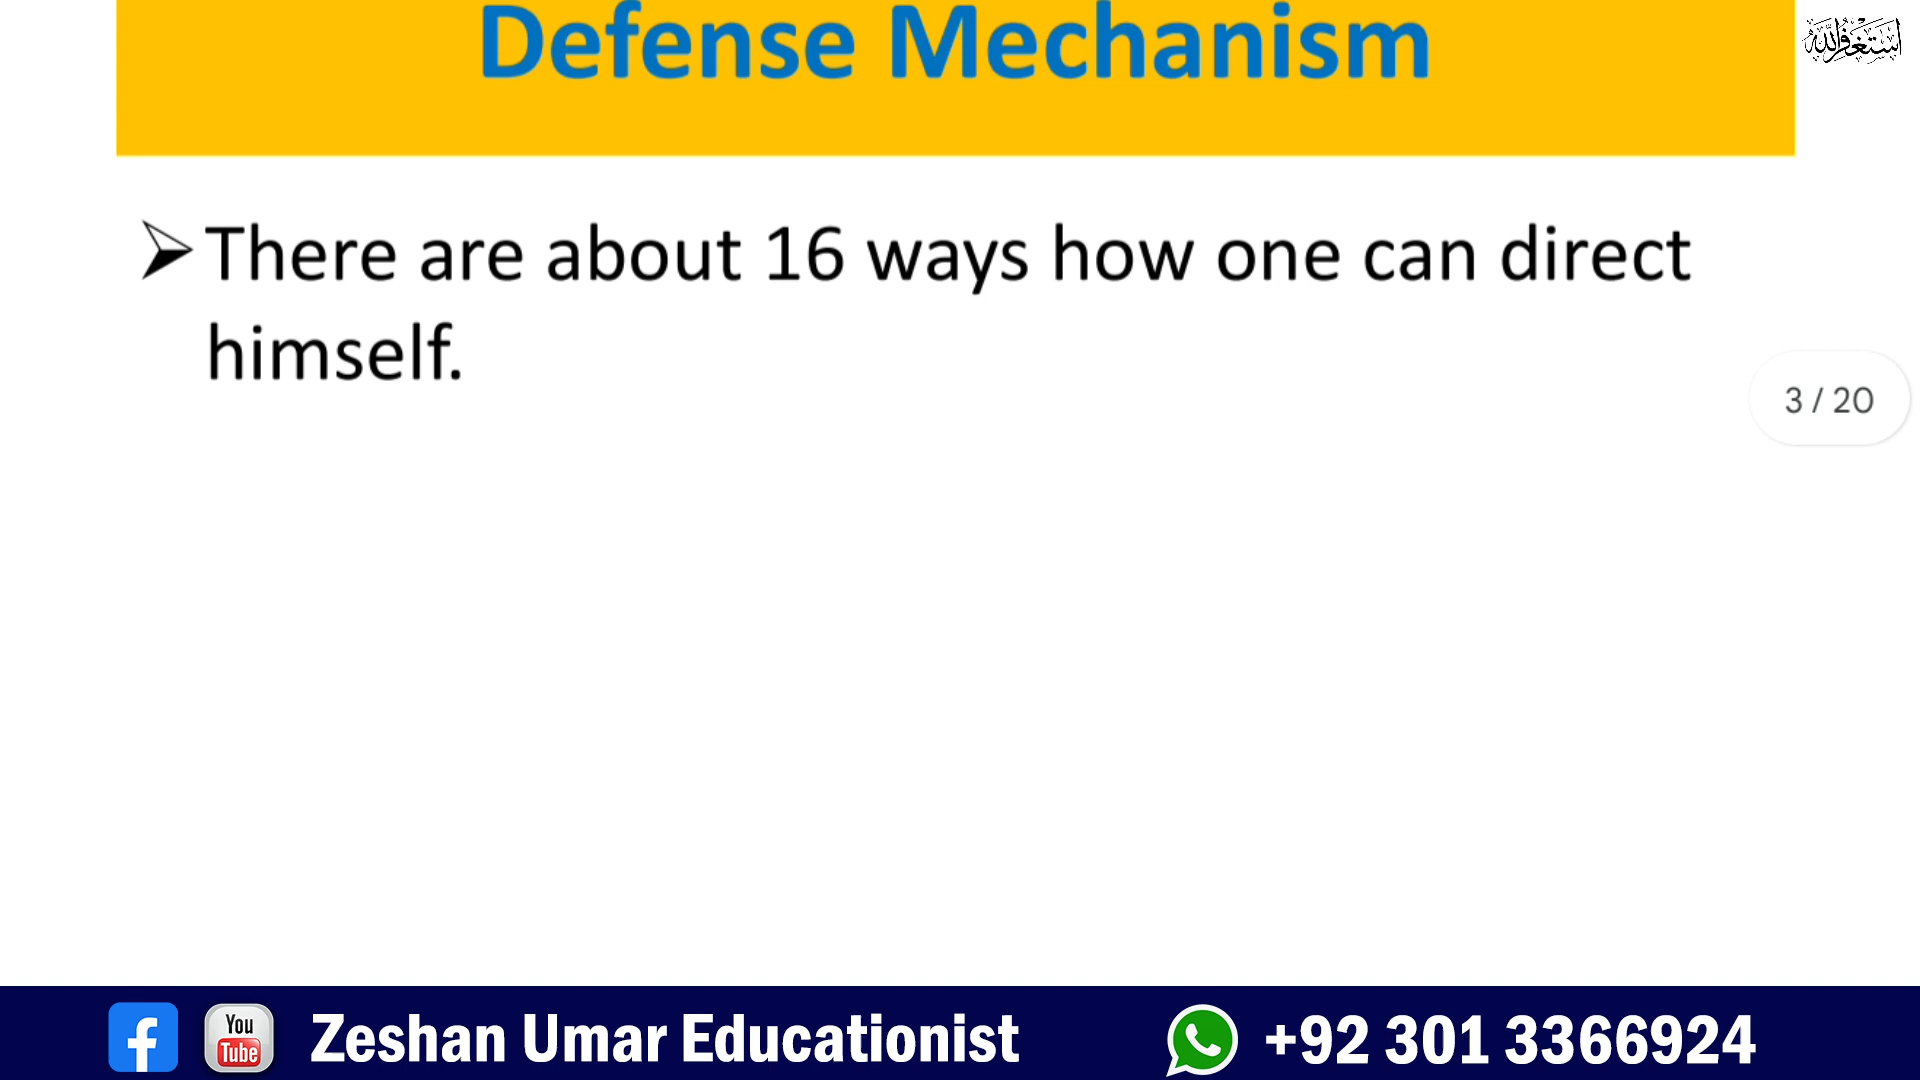 Defense Mechanism
استغفرالله
➢There are about 16 ways how one can direct
himself.
3 / 20
You
Tube
Zeshan Umar Educationist
+92 301 3366924